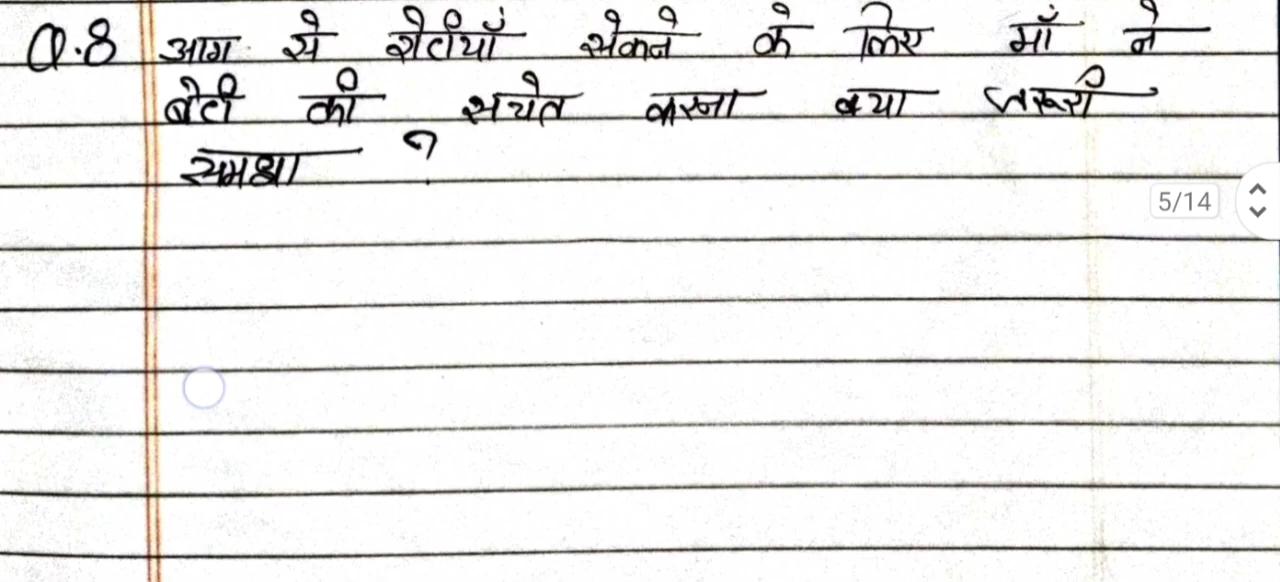 Q.8 आग से रोटीयाँ सेकने के लिए माँ ने
बेटी को सचेत करना क्या जरूरी
समझा ?
5/14